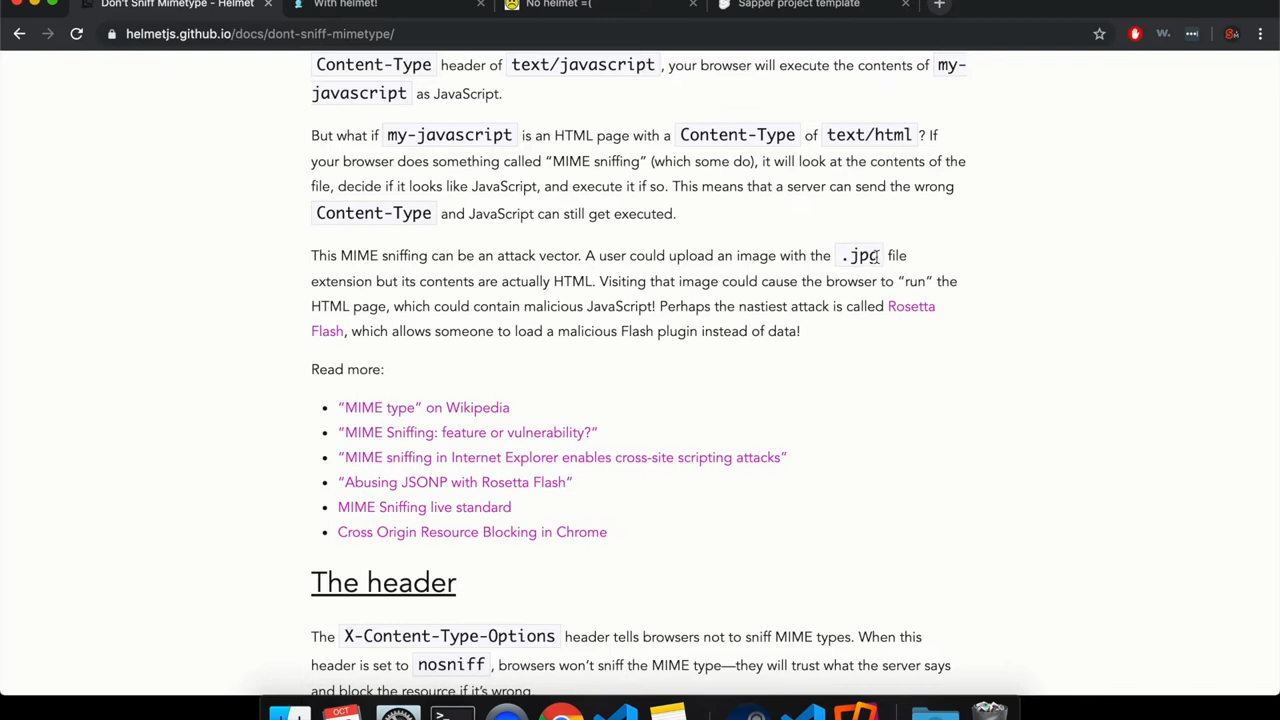 Don't Sniff Mimetype - Helmet
With helmet!
No helmet =(
Sapper project template
helmetjs.github.io/docs/dont-sniff-mimetype/
Content-Type header of text/javascript, your browser will execute the contents of my-
javascript as JavaScript.
But what if my-javascript is an HTML page with a Content-Type of text/html? If
your browser does something called “MIME sniffing” (which some do), it will look at the contents of the
file, decide if it looks like JavaScript, and execute it if so. This means that a server can send the wrong
Content-Type and JavaScript can still get executed.
This MIME sniffing can be an attack vector. A user could upload an image with the .jpg file
extension but its contents are actually HTML. Visiting that image could cause the browser to “run” the
HTML page, which could contain malicious JavaScript! Perhaps the nastiest attack is called Rosetta
Flash, which allows someone to load a malicious Flash plugin instead of data!
Read more:
“MIME type” on Wikipedia
“MIME Sniffing: feature or vulnerability?”
“MIME sniffing in Internet Explorer enables cross-site scripting attacks”
“Abusing JSONP with Rosetta Flash”
MIME Sniffing live standard
Cross Origin Resource Blocking in Chrome
The header
The X-Content-Type-Options header tells browsers not to sniff MIME types. When this
header is set to nosniff, browsers won’t sniff the MIME type—they will trust what the server says
and block the resource if it’s wrong.
OCT